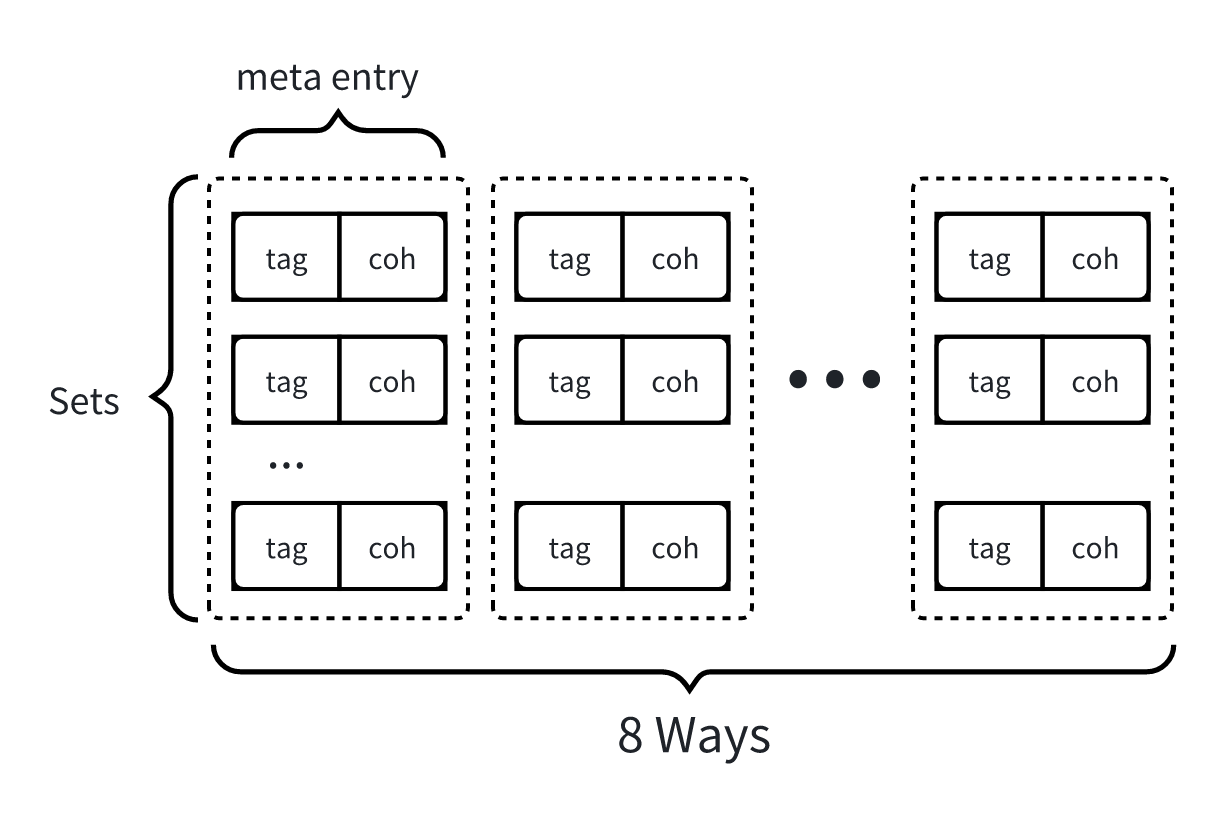 meta entry
tag coh tag coh tag coh
tag coh tag coh ••• tag coh
Sets
...
tag coh tag coh tag coh
8 Ways